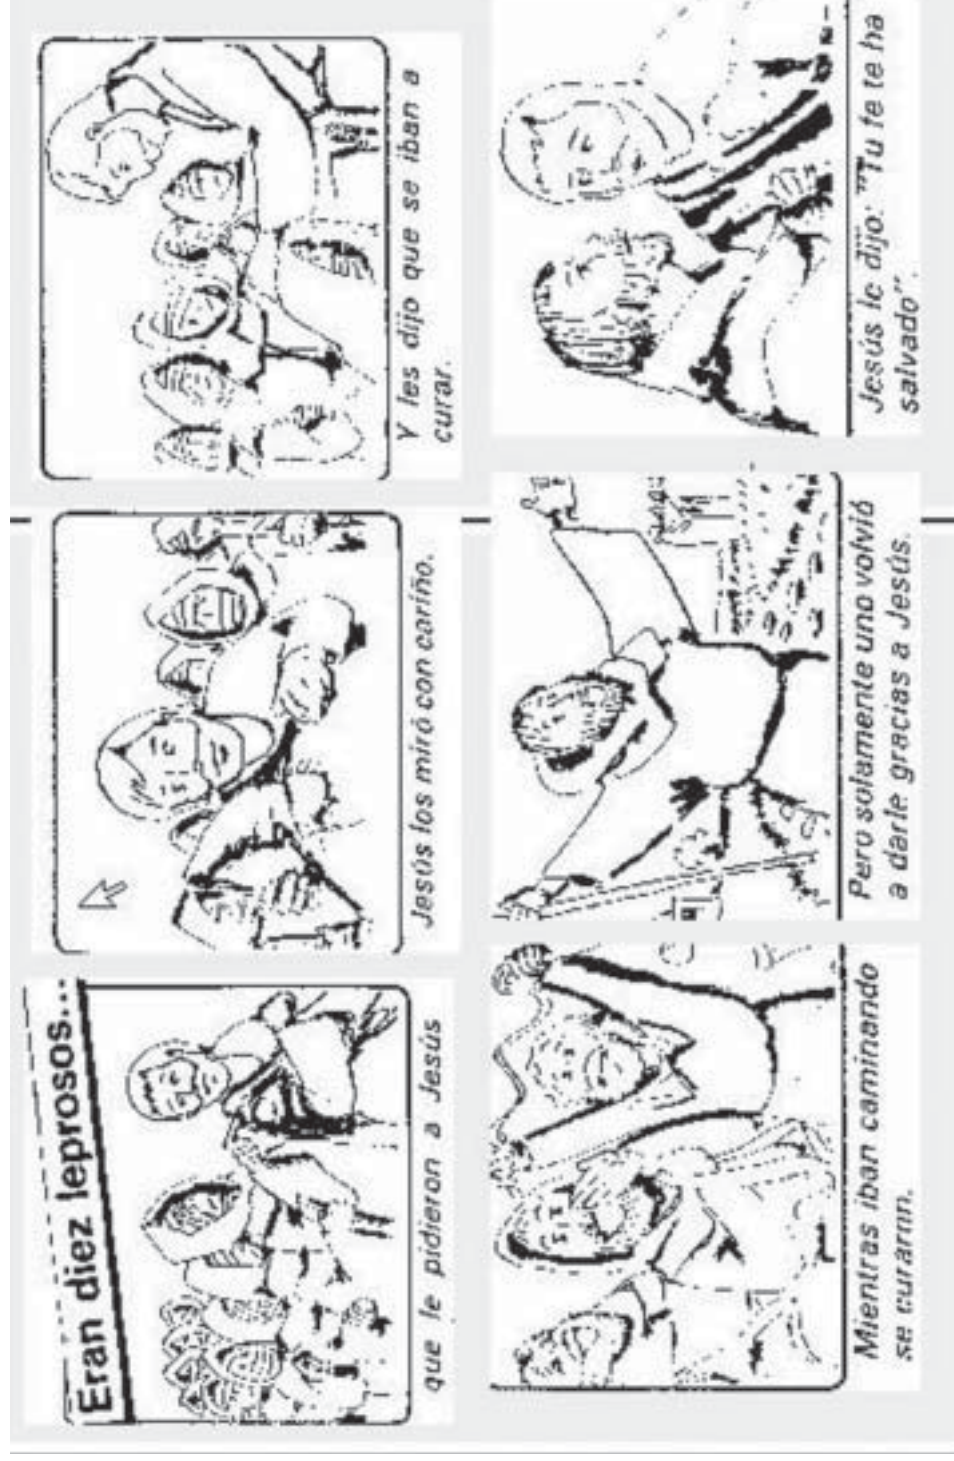 Eran diez leprosos...
que le pidieron a Jesús
Jesús los miró con cariño.
Y les dijo que se iban a
curar.
Mientras iban caminando
se curaron.
Pero solamente uno volvió
a darle gracias a Jesús.
Jesús le dijo: "Tu fe te ha
salvado".